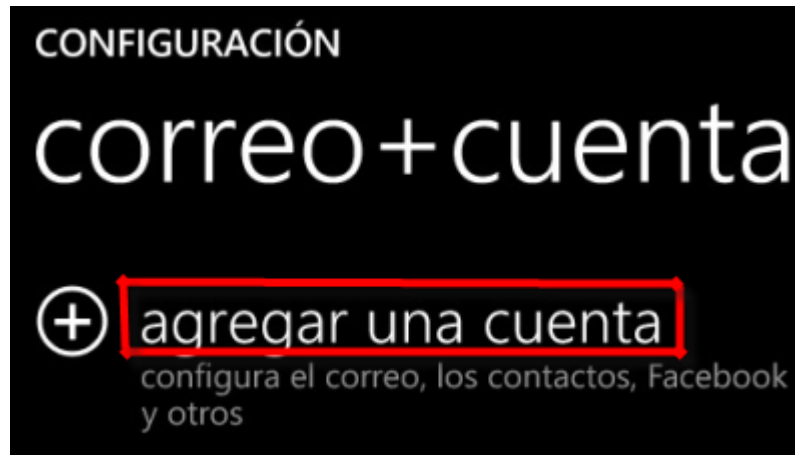 CONFIGURACIÓN
correo+cuenta
agregar una cuenta
configura el correo, los contactos, Facebook
y otros